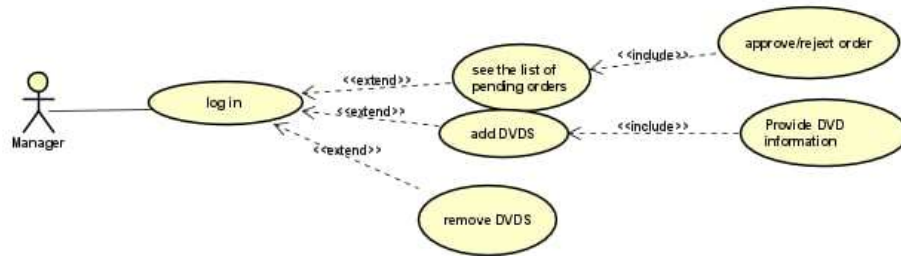 approve/reject order
<<include>>
see the list of
pending orders
<<extend>>
log in
<<extend>>
add DVDS
<<include>>
Provide DVD
information
Manager
<<extend>>
remove DVDS